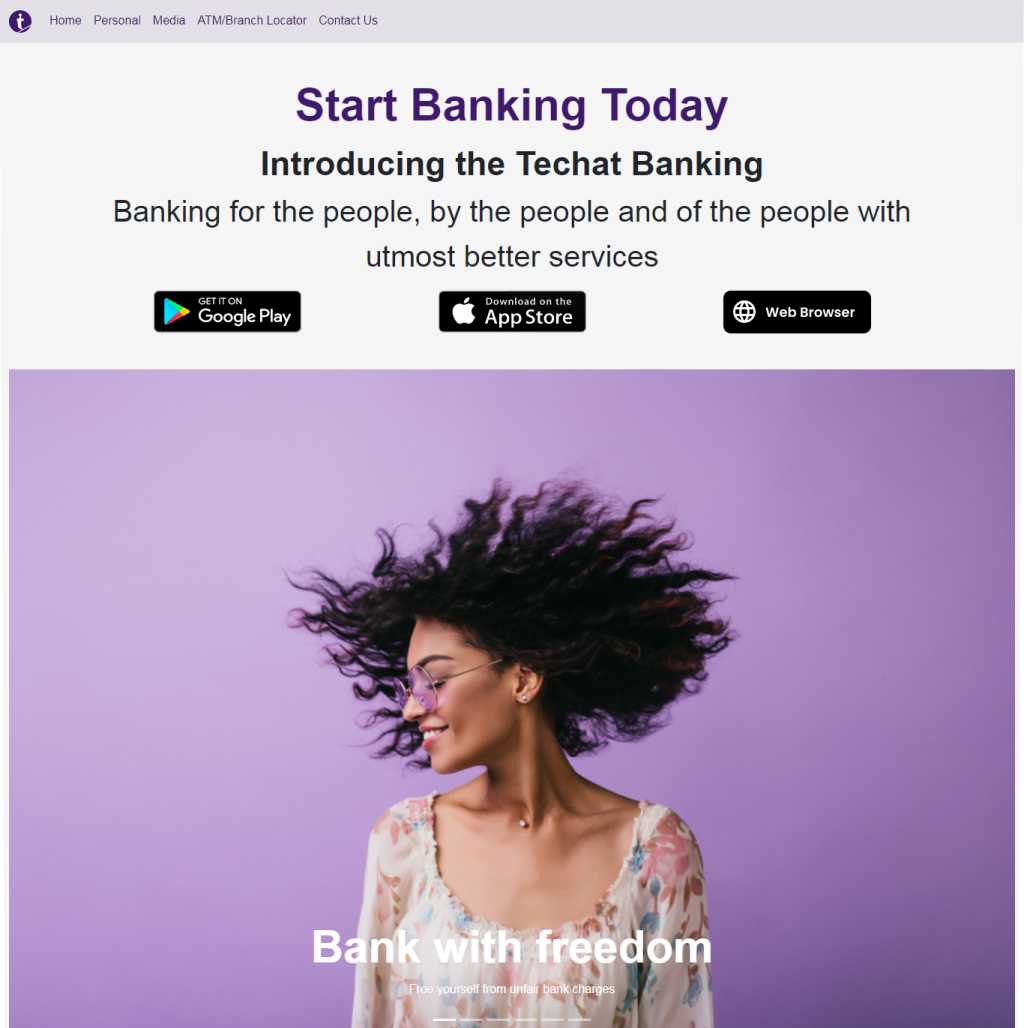 Home Personal Media ATM/Branch Locator Contact Us
Start Banking Today
Introducing the Techat Banking
Banking for the people, by the people and of the people with
utmost better services
GET IT ON
Google Play
Download on the
App Store
Web Browser
Bank with freedom
Free yourself from unfair bank charges